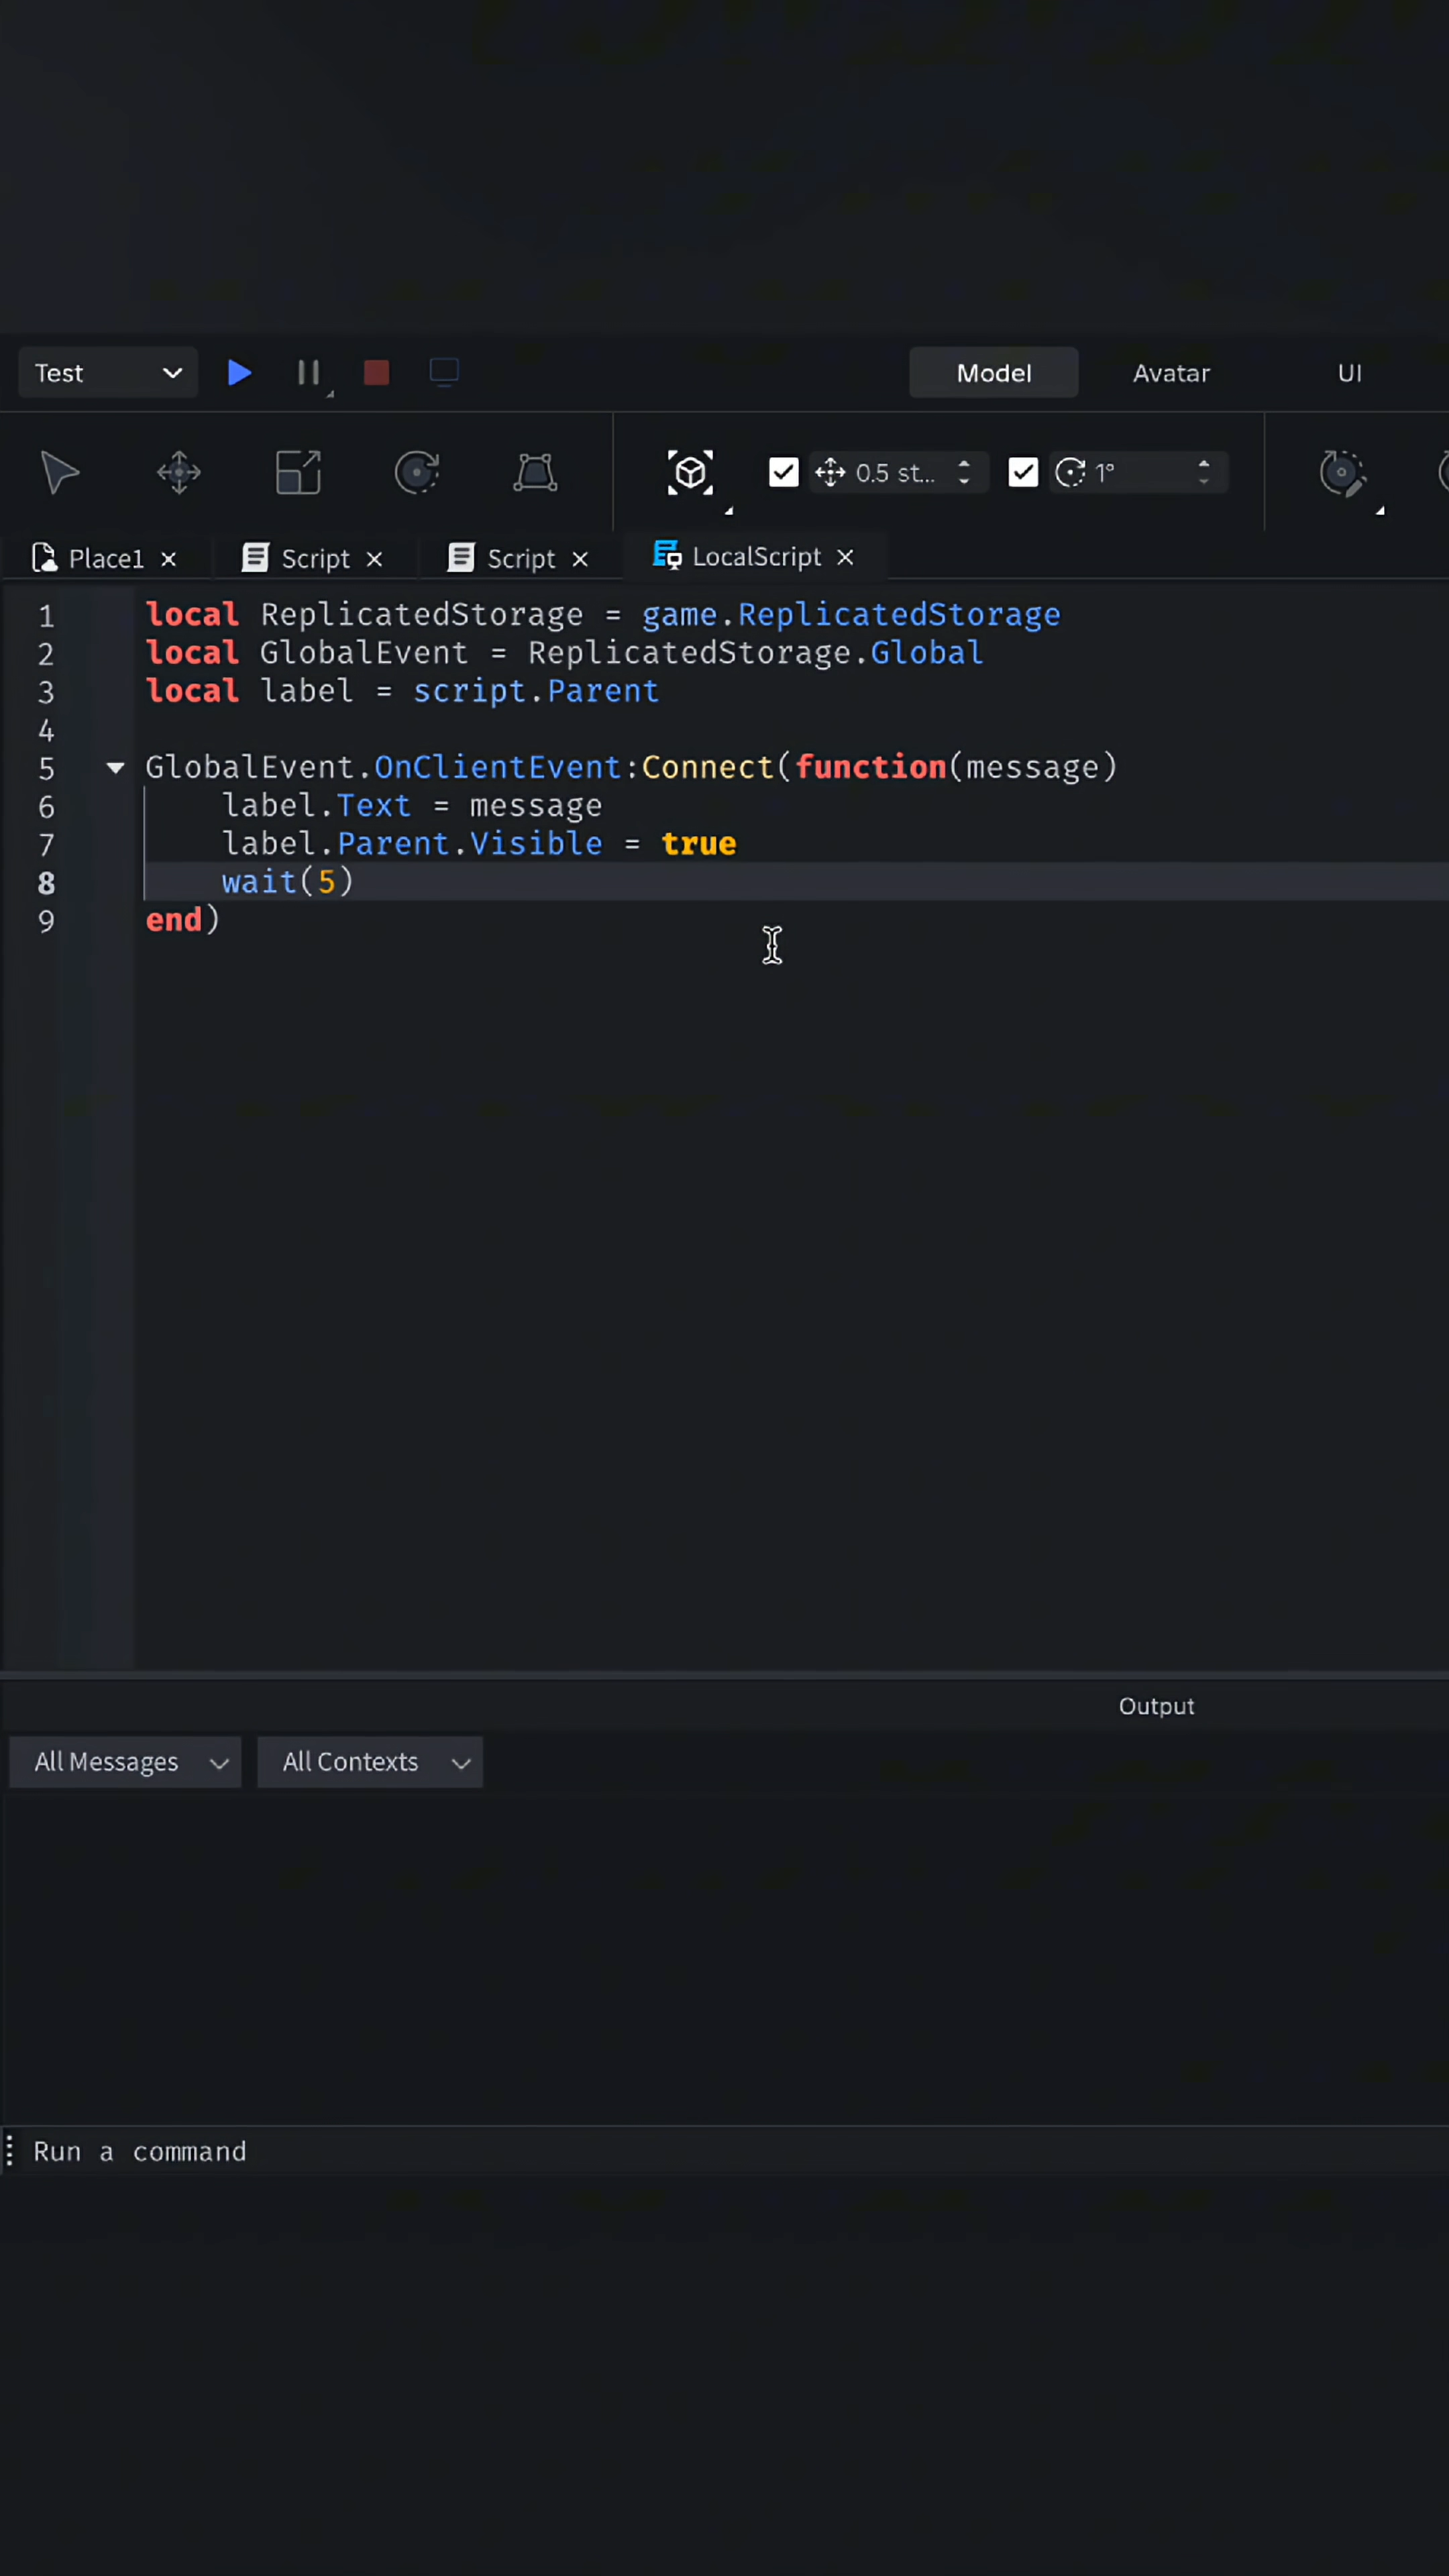 Test
Model Avatar UI
0.5 st... 1°
Place1 Script Script LocalScript
1 local ReplicatedStorage = game.ReplicatedStorage
2 local GlobalEvent = ReplicatedStorage.Global
3 local label = script.Parent
4
5 GlobalEvent.OnClientEvent:Connect(function(message)
6 label.Text = message
7 label.Parent.Visible = true
8 wait(5)
9 end)
Output
All Messages All Contexts
Run a command